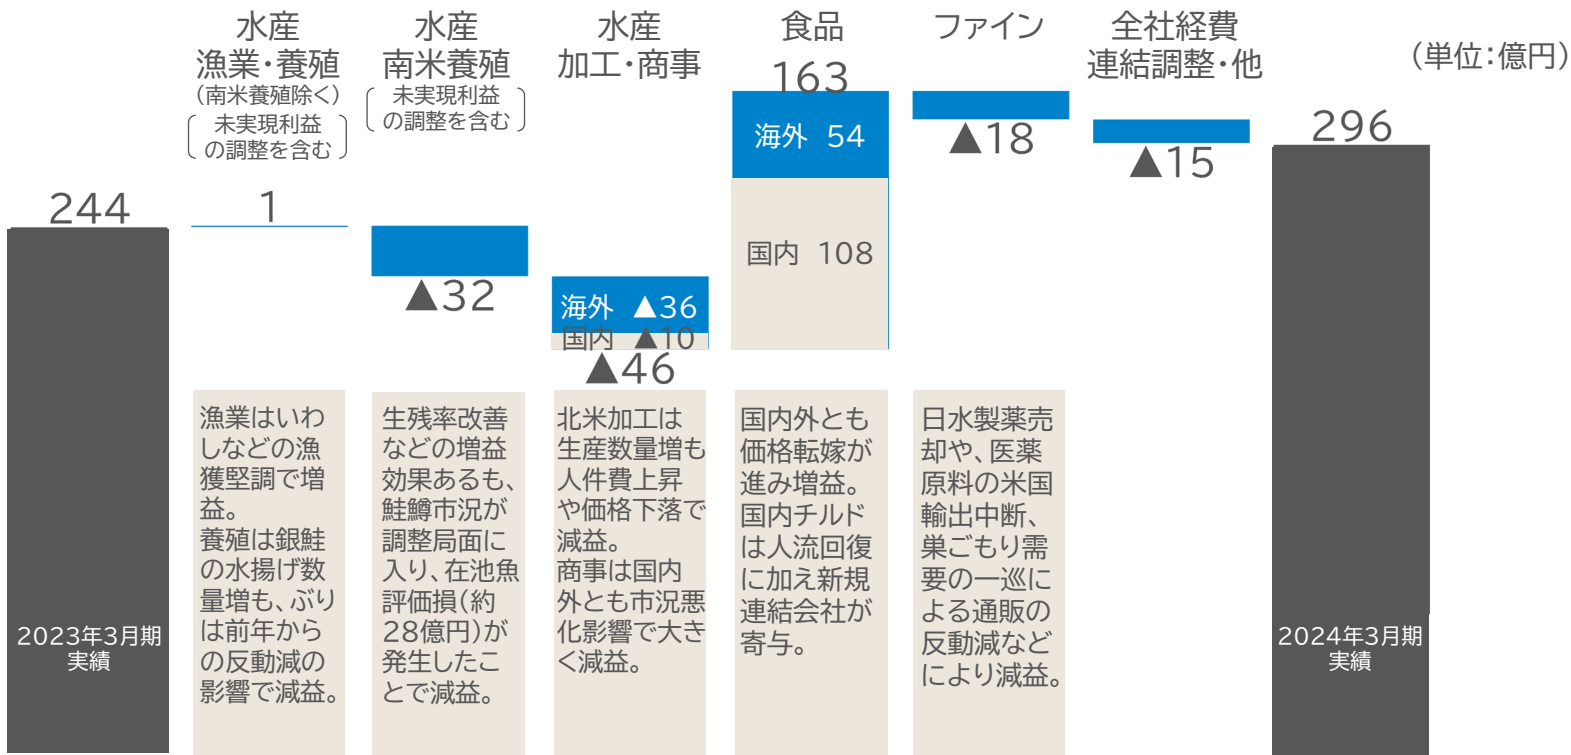 水産
漁業・養殖
(南米養殖除く)
未実現利益
の調整を含む
水産
南米養殖
未実現利益
の調整を含む
水産
加工・商事
食品
163
ファイン
全社経費
連結調整・他
(単位:億円)
244
1
▲32
海外 ▲36
国内 ▲10
▲46
海外 54
国内 108
▲18
▲15
296
2023年3月期
実績
漁業はいわ
しなどの漁
獲堅調で増
益。
養殖は銀鮭
の水揚げ数
量増も、ぶり
は前年から
の反動減の
影響で減益。
生残率改善
などの増益
効果あるも、
鮭鱒市況が
調整局面に
入り、在池魚
評価損(約
28億円)が
発生したこ
とで減益。
北米加工は
生産数量増も
人件費上昇
や価格下落で
減益。
商事は国内
外とも市況悪
化影響で大き
く減益。
国内外とも
価格転嫁が
進み増益。
国内チルド
は人流回復
に加え新規
連結会社が
寄与。
日水製薬売
却や、医薬
原料の米国
輸出中断、
巣ごもり需
要の一巡に
よる通販の
反動減など
により減益。
2024年3月期
実績